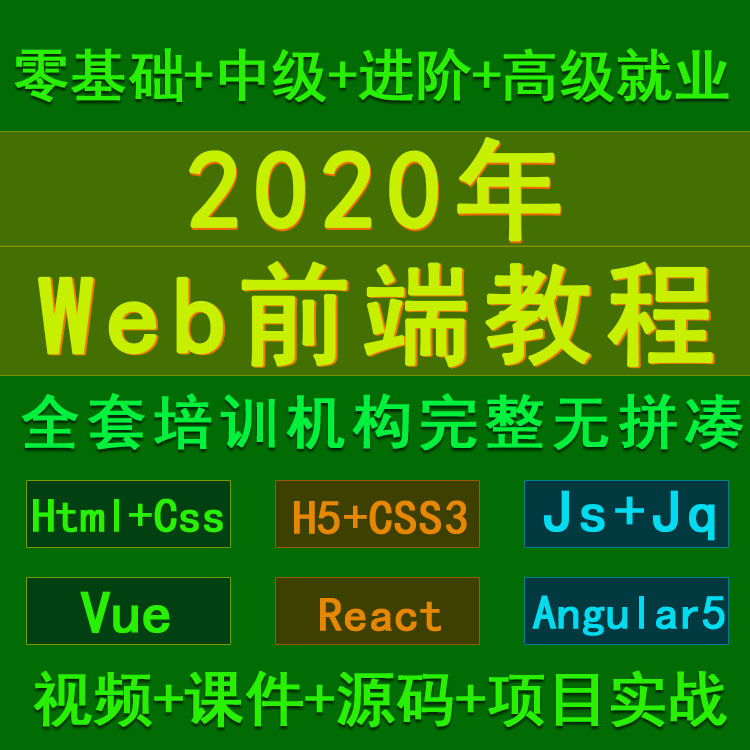 零基础+中级+进阶+高级就业
2020年
Web前端教程
全套培训机构完整无拼凑
Html+Css H5+CSS3 Js+Jq
Vue React Angular5
视频+课件+源码+项目实战